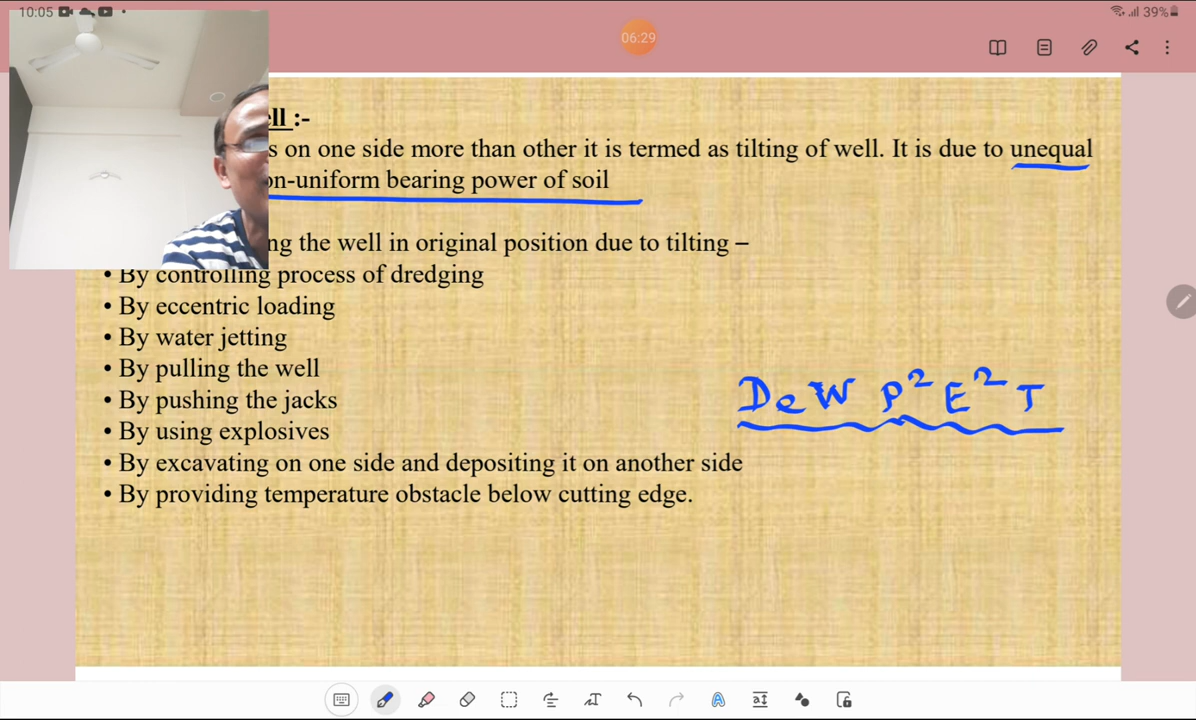 10:05
39%
06:29
ell :-
s on one side more than other it is termed as tilting of well. It is due to unequal
on-uniform bearing power of soil
ng the well in original position due to tilting –
• By controlling process of dredging
• By eccentric loading
• By water jetting
• By pulling the well
• By pushing the jacks
• By using explosives
• By excavating on one side and depositing it on another side
• By providing temperature obstacle below cutting edge.
DeW P² E² T